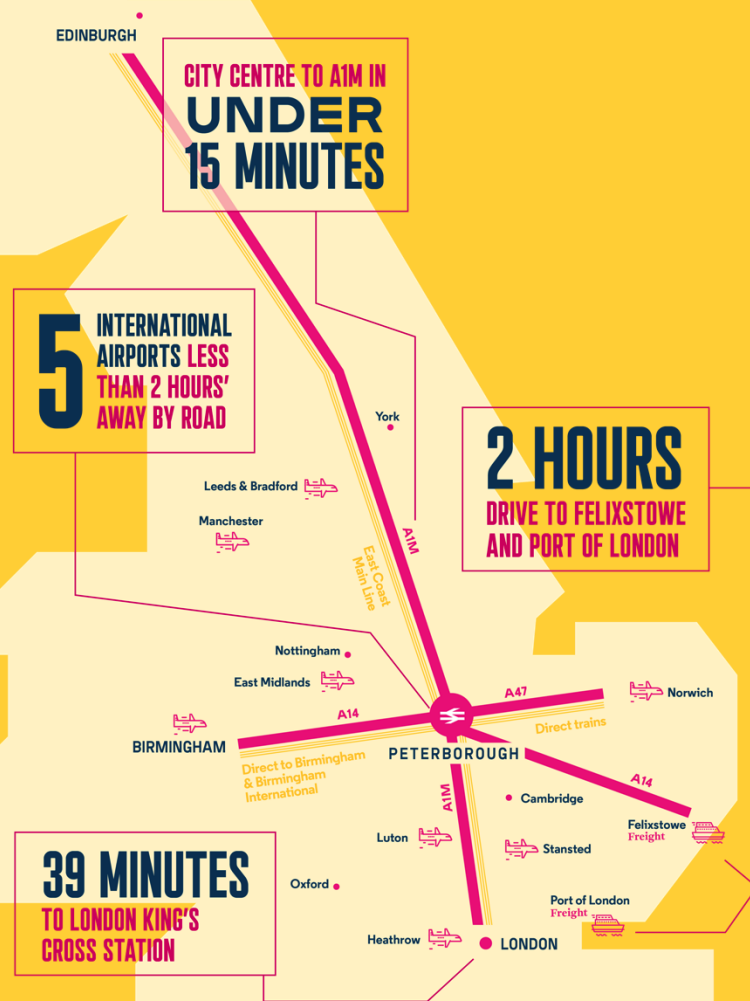 EDINBURGH
CITY CENTRE TO A1M IN
UNDER
15 MINUTES
5
INTERNATIONAL
AIRPORTS LESS
THAN 2 HOURS'
AWAY BY ROAD
York
2 HOURS
DRIVE TO FELIXSTOWE
AND PORT OF LONDON
Leeds & Bradford
Manchester
A1M
East Coast
Main Line
Nottingham
East Midlands
A47
Norwich
A14
Direct trains
BIRMINGHAM
PETERBOROUGH
Direct to Birmingham
& Birmingham
International
A14
A1M
Cambridge
Felixstowe
Freight
Luton
Stansted
39 MINUTES
TO LONDON KING'S
CROSS STATION
Oxford
Port of London
Freight
Heathrow
LONDON